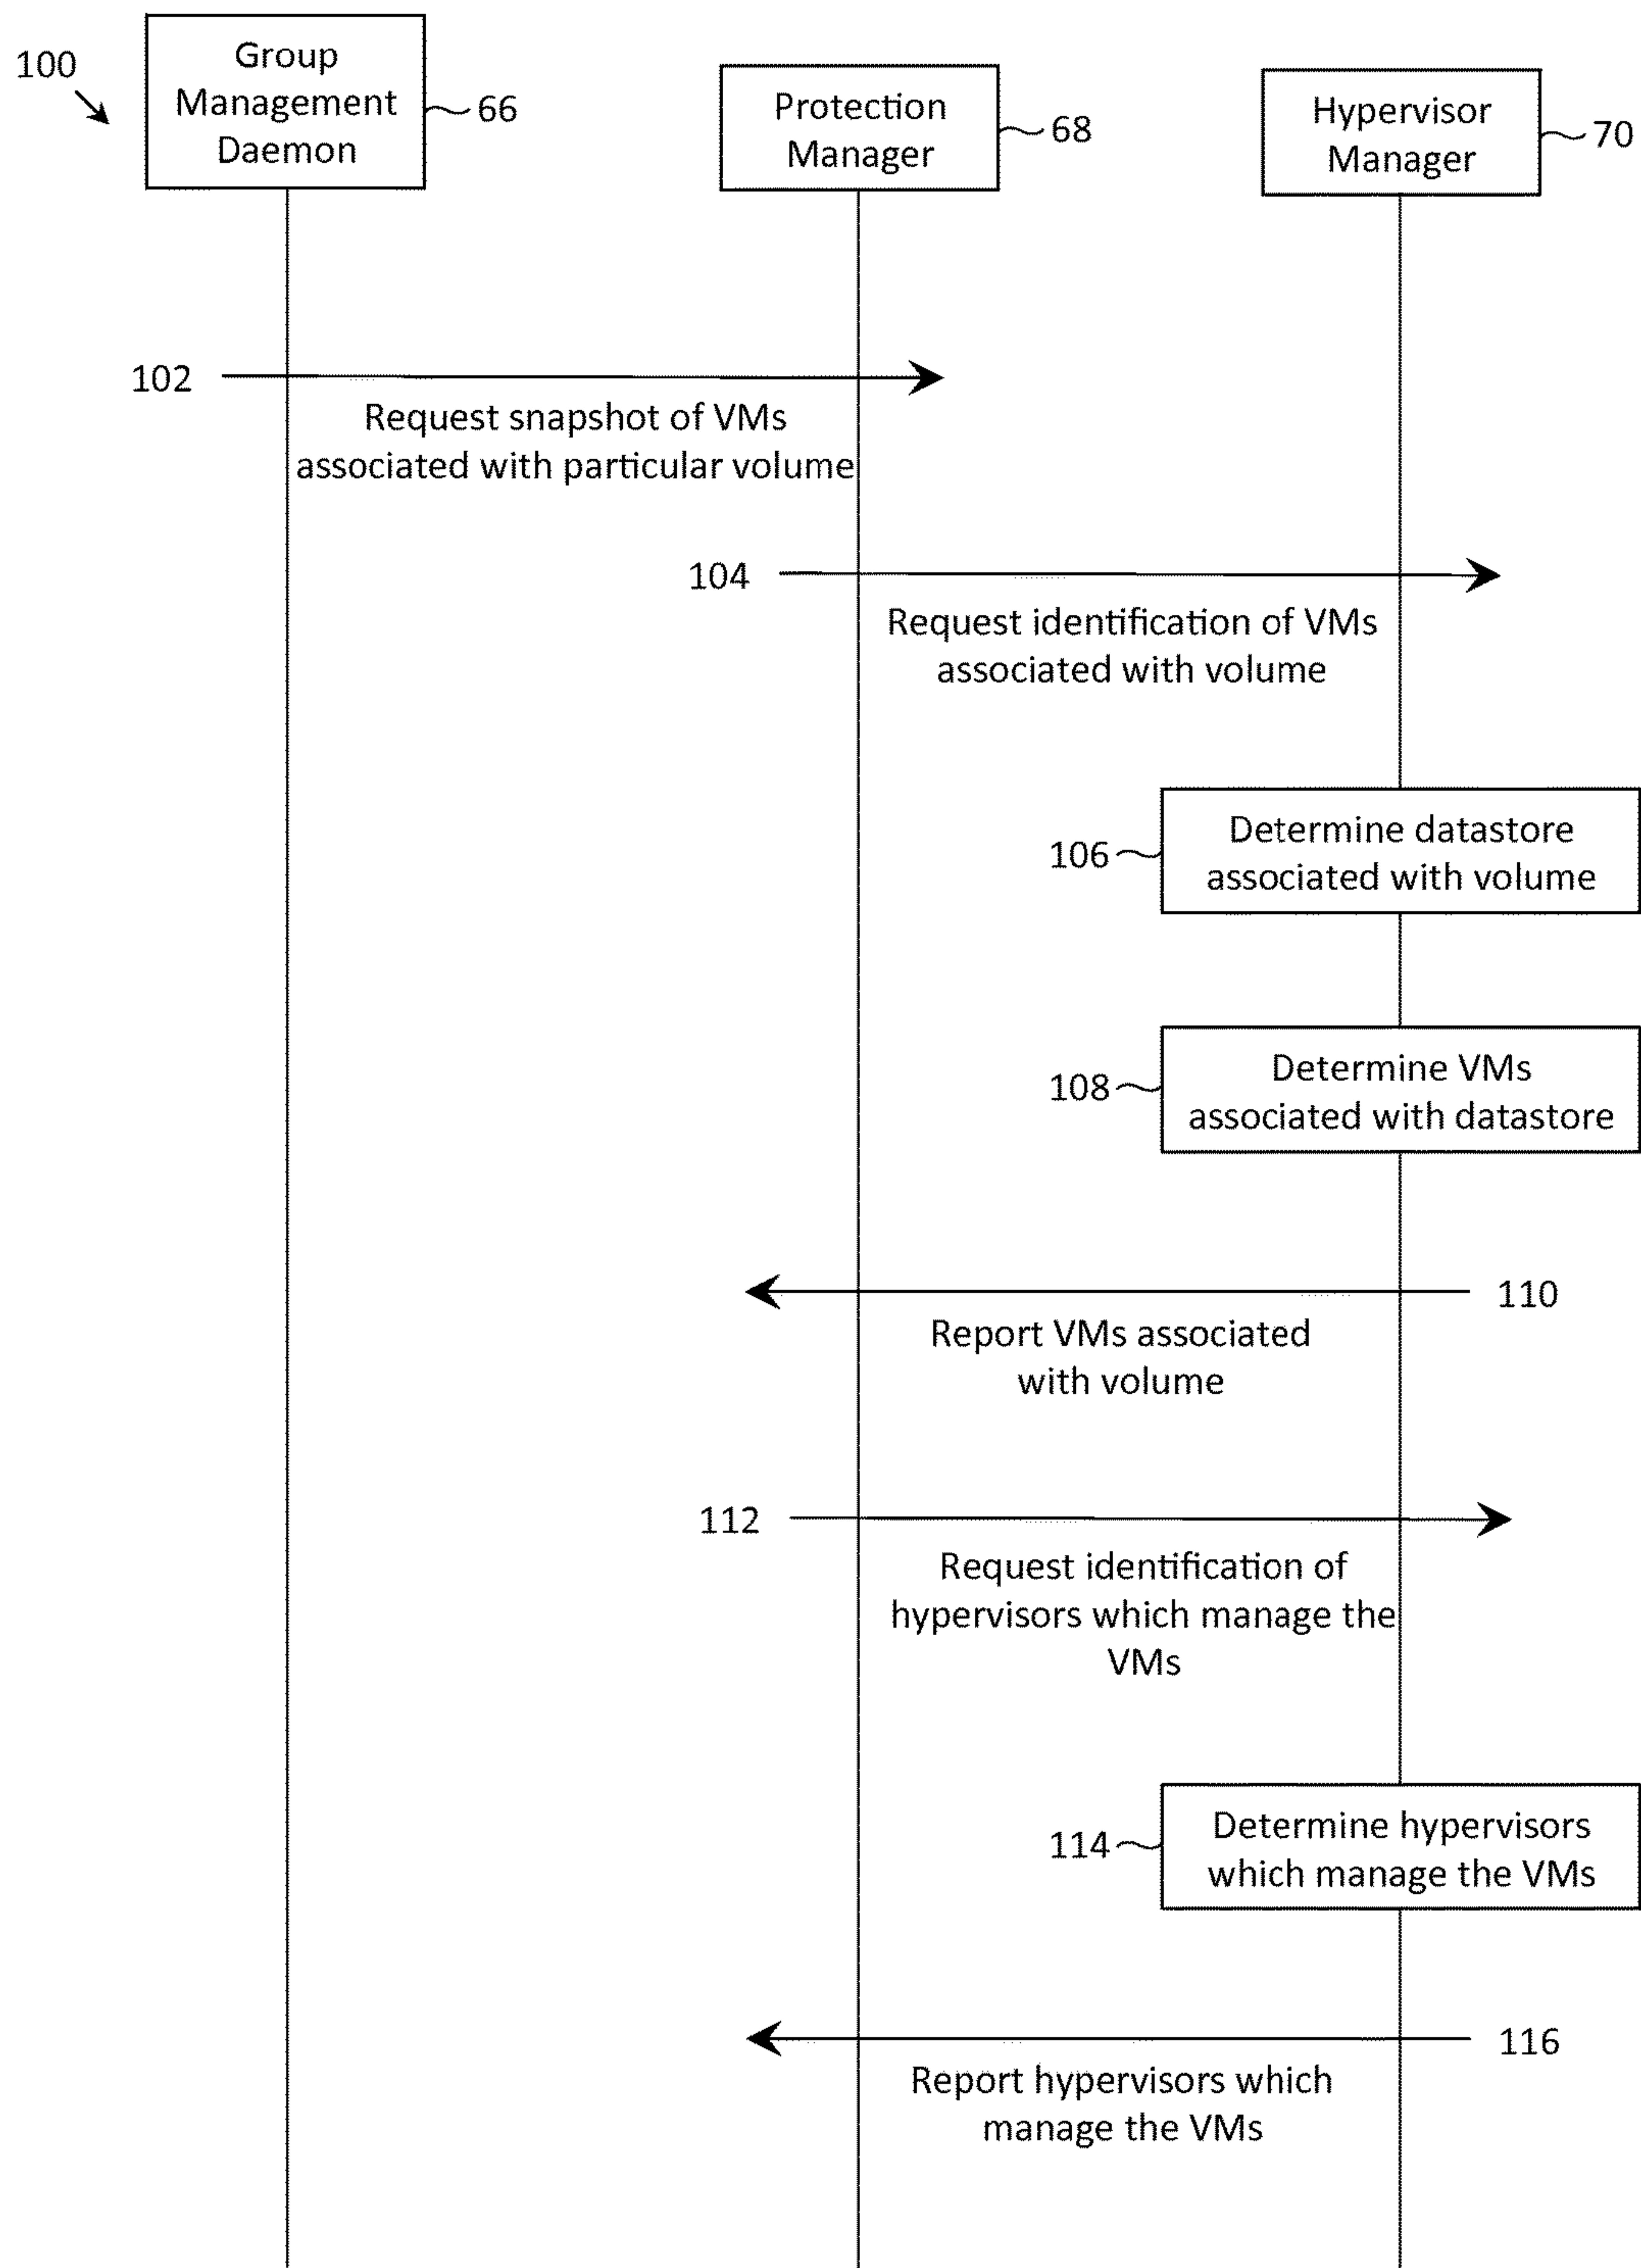 100
Group
Management
Daemon
66
Protection
Manager
68
Hypervisor
Manager
70
102
Request snapshot of VMs
associated with particular volume
104
Request identification of VMs
associated with volume
106
Determine datastore
associated with volume
108
Determine VMs
associated with datastore
110
Report VMs associated
with volume
112
Request identification of
hypervisors which manage the
VMs
114
Determine hypervisors
which manage the VMs
116
Report hypervisors which
manage the VMs